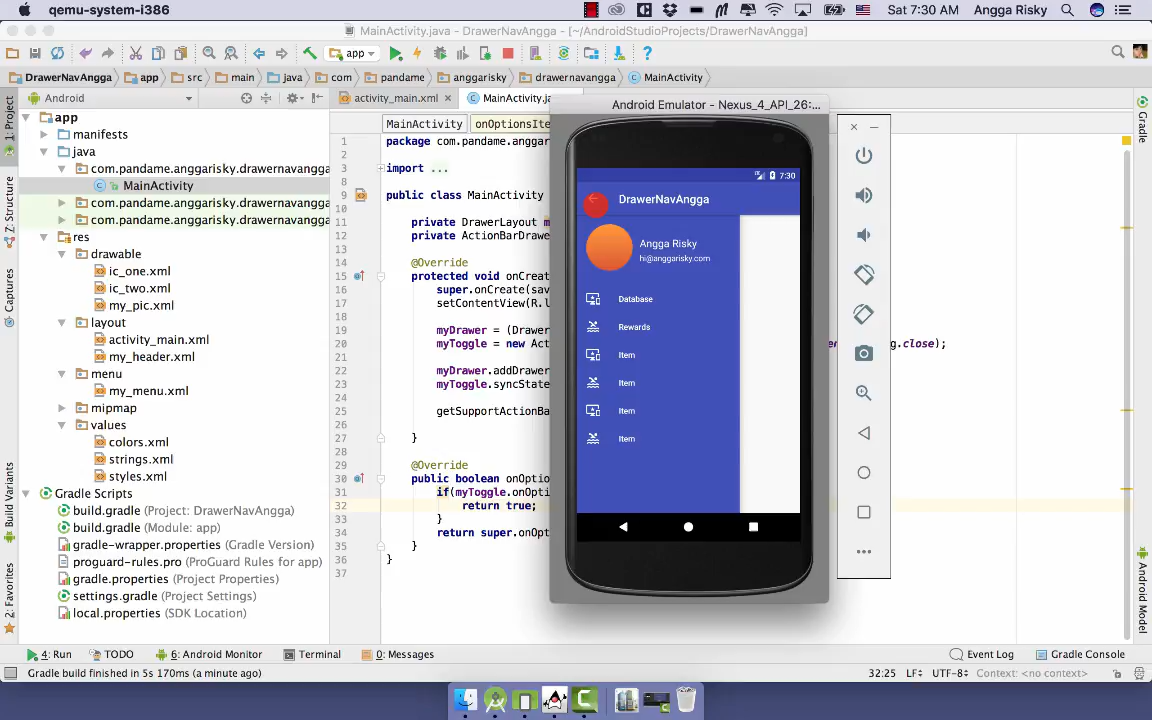 qemu-system-i386
Sat 7:30 AM Angga Risky
MainActivity.java - DrawerNavAngga - [~/AndroidStudioProjects/DrawerNavAngga]
app
DrawerNavAngga app src main java com pandame anggarisky drawernavangga MainActivity
1: Project
Z: Structure
Captures
Build Variants
2: Favorites
Android
app
manifests
java
com.pandame.anggarisky.drawernavangga
MainActivity
com.pandame.anggarisky.drawernavangga
com.pandame.anggarisky.drawernavangga
res
drawable
ic_one.xml
ic_two.xml
my_pic.xml
layout
activity_main.xml
my_header.xml
menu
my_menu.xml
mipmap
values
colors.xml
strings.xml
styles.xml
Gradle Scripts
build.gradle (Project: DrawerNavAngga)
build.gradle (Module: app)
gradle-wrapper.properties (Gradle Version)
proguard-rules.pro (ProGuard Rules for app)
gradle.properties (Project Properties)
settings.gradle (Project Settings)
local.properties (SDK Location)
activity_main.xml
MainActivity.ja
MainActivity
onOptionsIte
1 package com.pandame.anggar
2
3 import ...
8
9 public class MainActivity
10
11 private DrawerLayout m
12 private ActionBarDrawe
13
14 @Override
15 protected void onCreat
16 super.onCreate(sav
17 setContentView(R.l
18
19 myDrawer = (Drawer
20 myToggle = new Act
g.close);
21
22 myDrawer.addDrawer
23 myToggle.syncState
24
25 getSupportActionBa
26
27 }
28
29 @Override
30 public boolean onOptio
31 if(myToggle.onOpti
32 return true;
33 }
34 return super.onOpt
35 }
36 }
37
Android Emulator - Nexus_4_API_26:...
7:30
DrawerNavAngga
Angga Risky
hi@anggarisky.com
Database
Rewards
Item
Item
Item
Item
Gradle
Android Model
4: Run TODO 6: Android Monitor Terminal 0: Messages Event Log Gradle Console
Gradle build finished in 5s 170ms (a minute ago)
32:25 LF÷ UTF-8÷ Context: <no context>